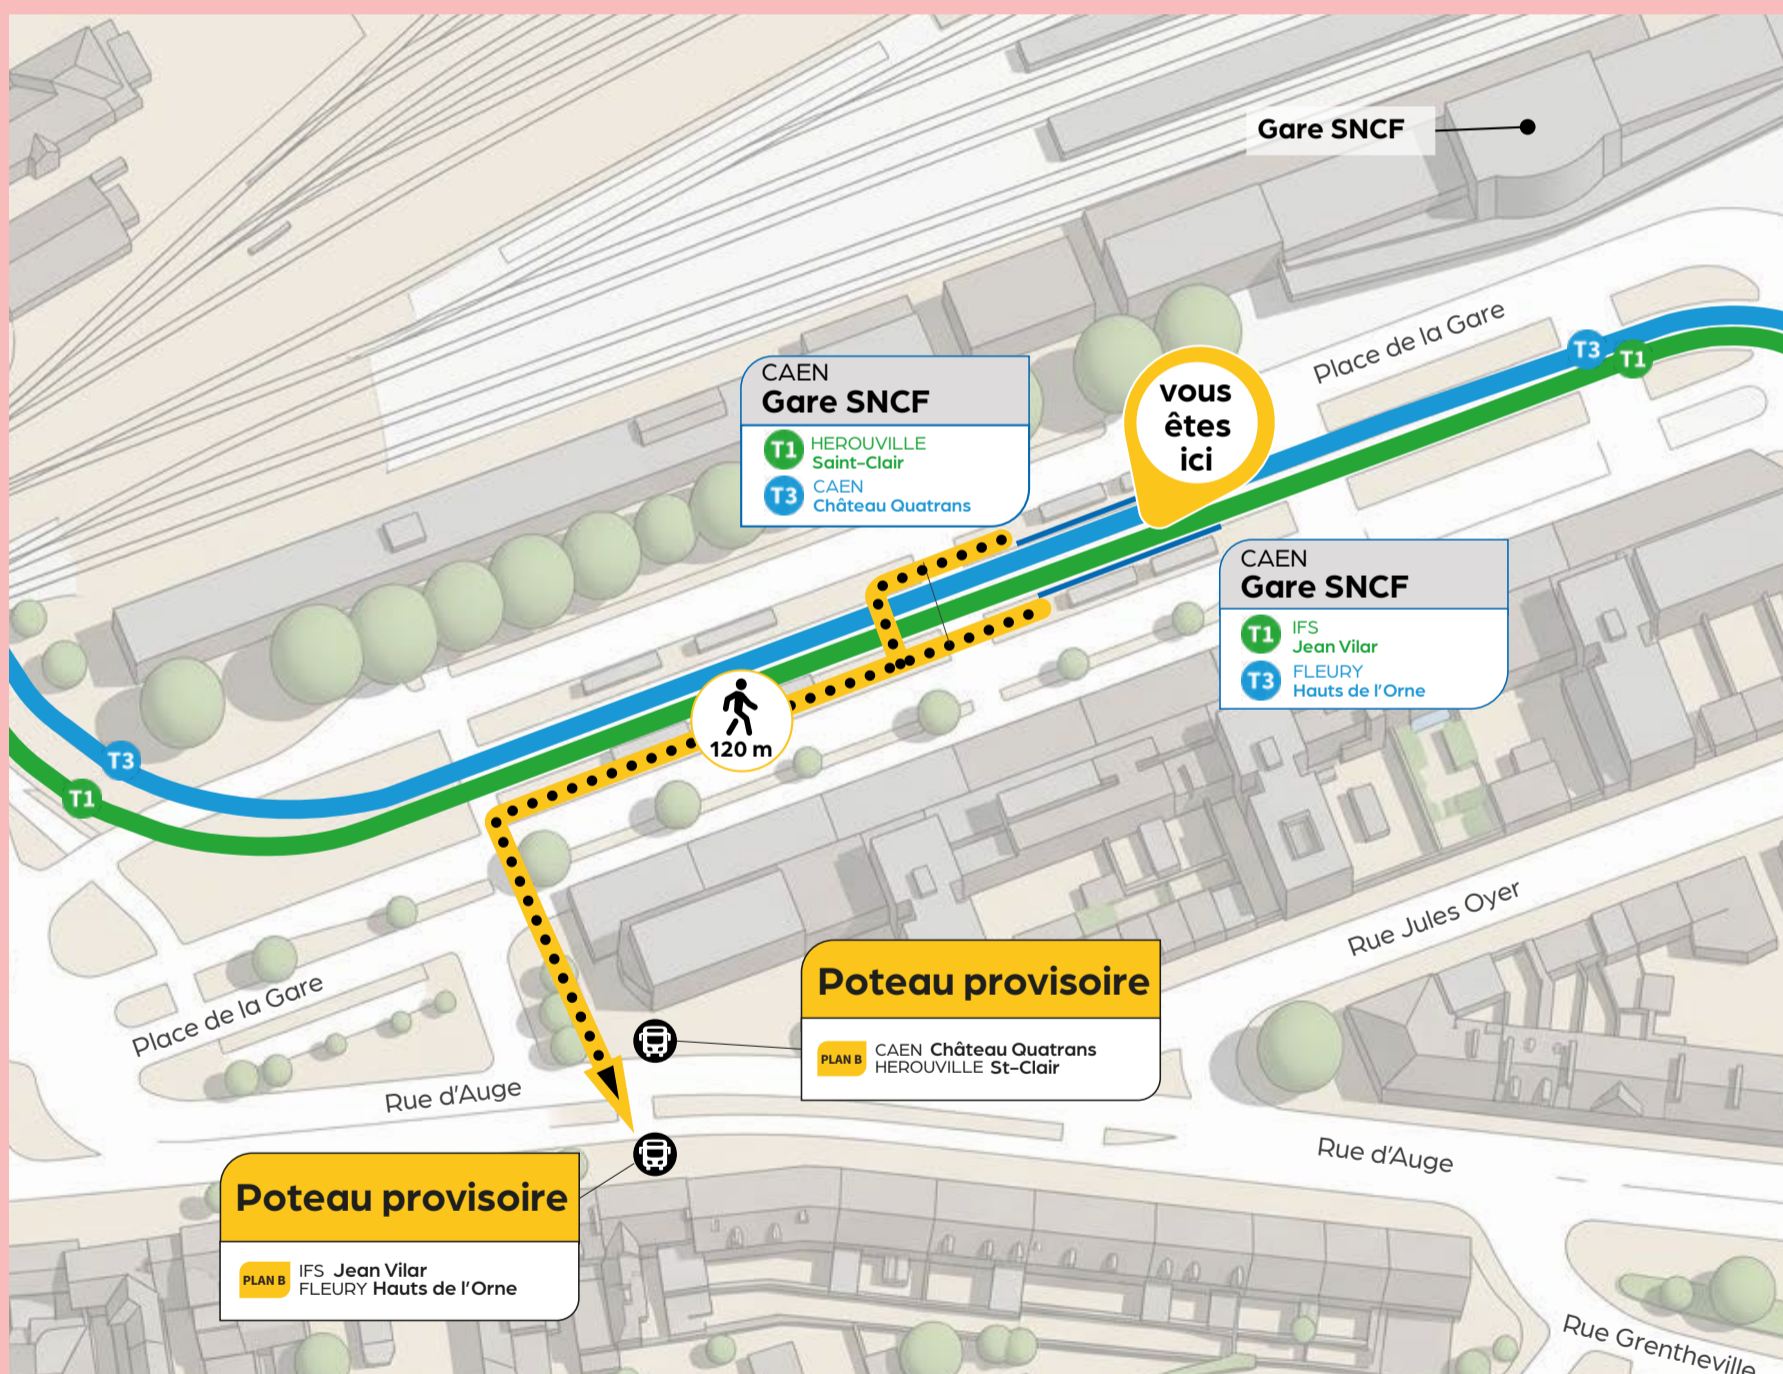 Gare SNCF
Place de la Gare
T3
T1
CAEN
Gare SNCF
T1 HEROUVILLE
Saint-Clair
T3 CAEN
Château Quatrans
vous
êtes
ici
CAEN
Gare SNCF
T1 IFS
Jean Vilar
T3 FLEURY
Hauts de l'Orne
120 m
T3
T1
Rue Jules Oyer
Place de la Gare
Poteau provisoire
PLAN B CAEN Château Quatrans
HEROUVILLE St-Clair
Rue d'Auge
Rue d'Auge
Poteau provisoire
PLAN B IFS Jean Vilar
FLEURY Hauts de l'Orne
Rue Grentheville